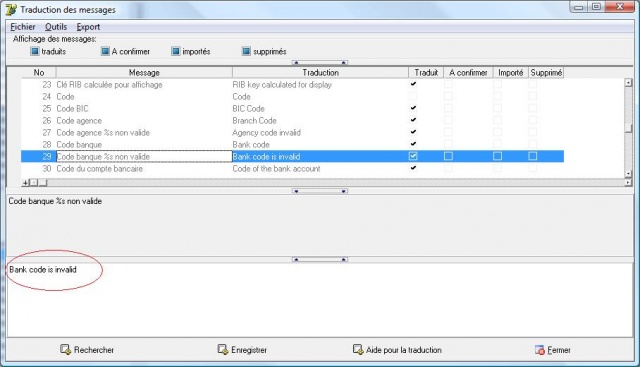 Traduction des messages
Fichier Outils Export
Affichage des messages:
traduits A confirmer importés supprimés
No Message Traduction Traduit A confirmer Importé Supprimé
23 Clé RIB calculée pour affichage RIB key calculated for display
24 Code Code
25 Code BIC BIC Code
26 Code agence Branch Code
27 Code agence %s non valide Agency code invalid
28 Code banque Bank code
29 Code banque %s non valide Bank code is invalid
30 Code du compte bancaire Code of the bank account
Code banque %s non valide
Bank code is invalid
Rechercher Enregistrer Aide pour la traduction Fermer